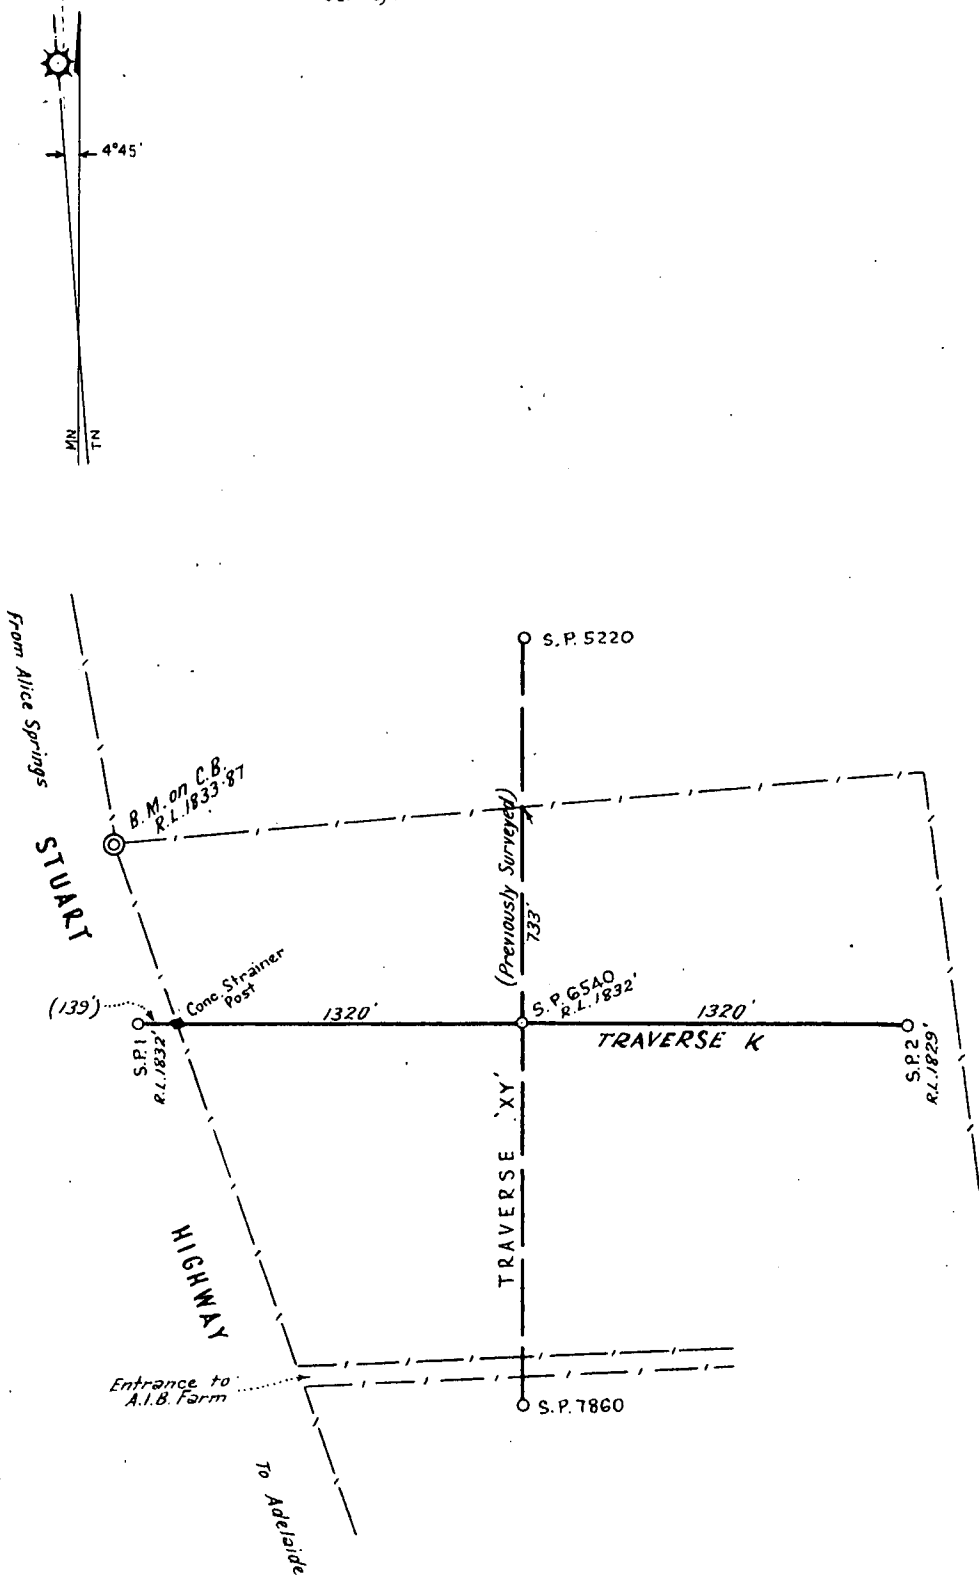 4°45'
MN
TN
From Alice Springs
S.P. 5220
B.M. on C.B.
R.L. 1833·87
STUART
(Previously Surveyed)
733'
Conc. Strainer
Post
(139')
S.P. 6540
R.L. 1832'
1320'
1320'
TRAVERSE K
S.P. 1
R.L. 1832'
S.P. 2
R.L. 1829'
TRAVERSE 'XY'
HIGHWAY
Entrance to
A.I.B. Farm
S.P. 7860
To Adelaide